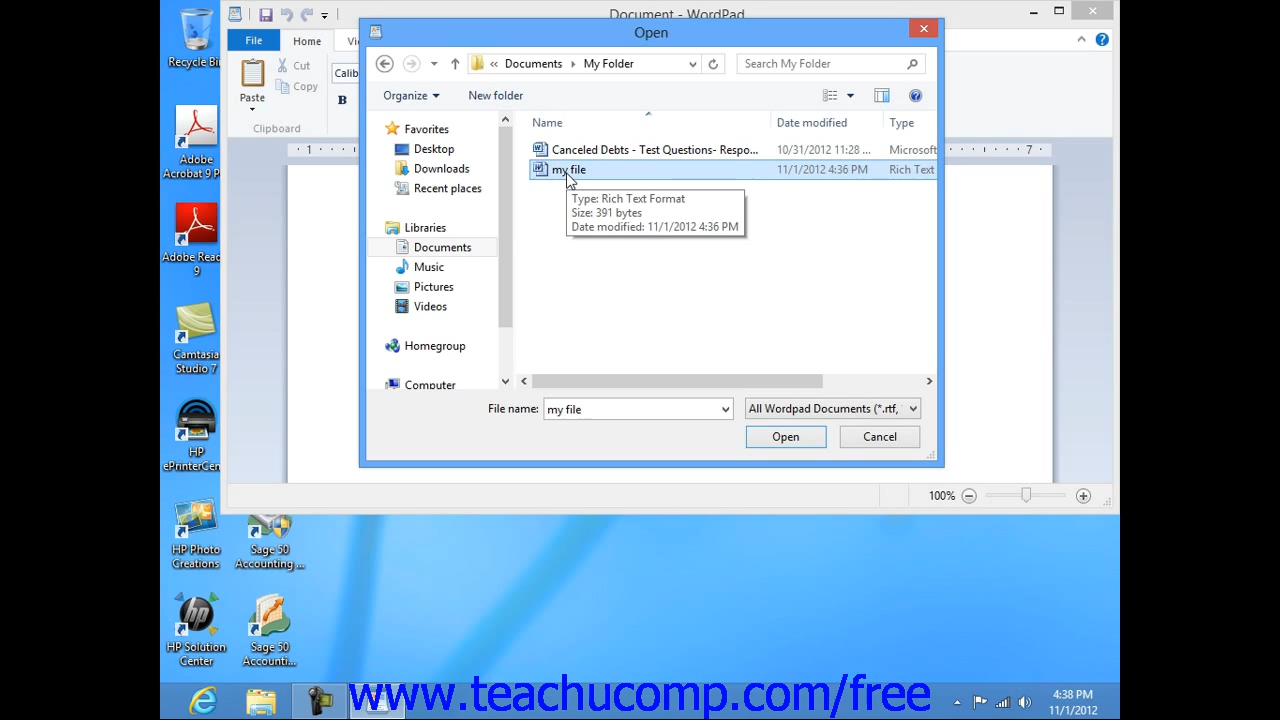 Document - WordPad
File
Home
Vi
Cut
Copy
Paste
Calib
B
Clipboard
1
7
Open
« Documents
My Folder
Search My Folder
Organize
New folder
Name
Date modified
Type
Favorites
Desktop
Downloads
Recent places
Libraries
Documents
Music
Pictures
Videos
Homegroup
Computer
Canceled Debts - Test Questions- Respo...
10/31/2012 11:28 ...
Microsoft
my file
11/1/2012 4:36 PM
Rich Text
Type: Rich Text Format
Size: 391 bytes
Date modified: 11/1/2012 4:36 PM
File name:
my file
All Wordpad Documents (*.rtf,
Open
Cancel
100%
Recycle Bi
Adobe
Acrobat 9 P
Adobe Read
9
Camtasia
Studio 7
HP
ePrinterCen
HP Photo
Creations
Sage 50
Accounting ...
HP Solution
Center
Sage 50
Accounti...
www.teachucomp.com/free
4:38 PM
11/1/2012